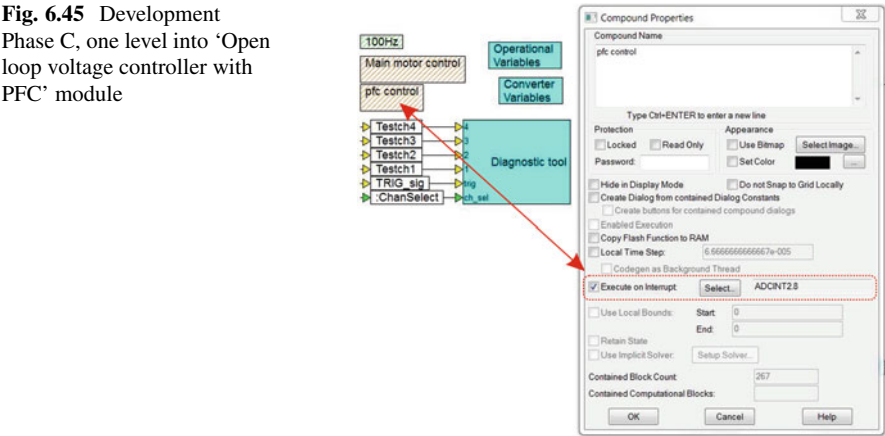 Fig. 6.45 Development
Phase C, one level into ‘Open
loop voltage controller with
PFC’ module
100Hz
Main motor control
pfc control
Operational
Variables
Converter
Variables
Testch4
Testch3
Testch2
Testch1
TRIG_sig
:ChanSelect
4
3
2
1
trig
ch_sel
Diagnostic tool
Compound Properties
Compound Name
pfc control
Type Ctrl+ENTER to enter a new line
Protection
Locked Read Only
Password:
Appearance
Use Bitmap Select Image...
Set Color ...
Hide in Display Mode Do not Snap to Grid Locally
Create Dialog from contained Dialog Constants
Create buttons for contained compound dialogs
Enabled Execution
Copy Flash Function to RAM
Local Time Step: 6.6666666666667e-005
Codegen as Background Thread
Execute on Interrupt: Select... ADCINT2.8
Use Local Bounds: Start: 0
End: 0
Retain State
Use Implicit Solver: Setup Solver...
Contained Block Count: 267
Contained Computational Blocks:
OK Cancel Help